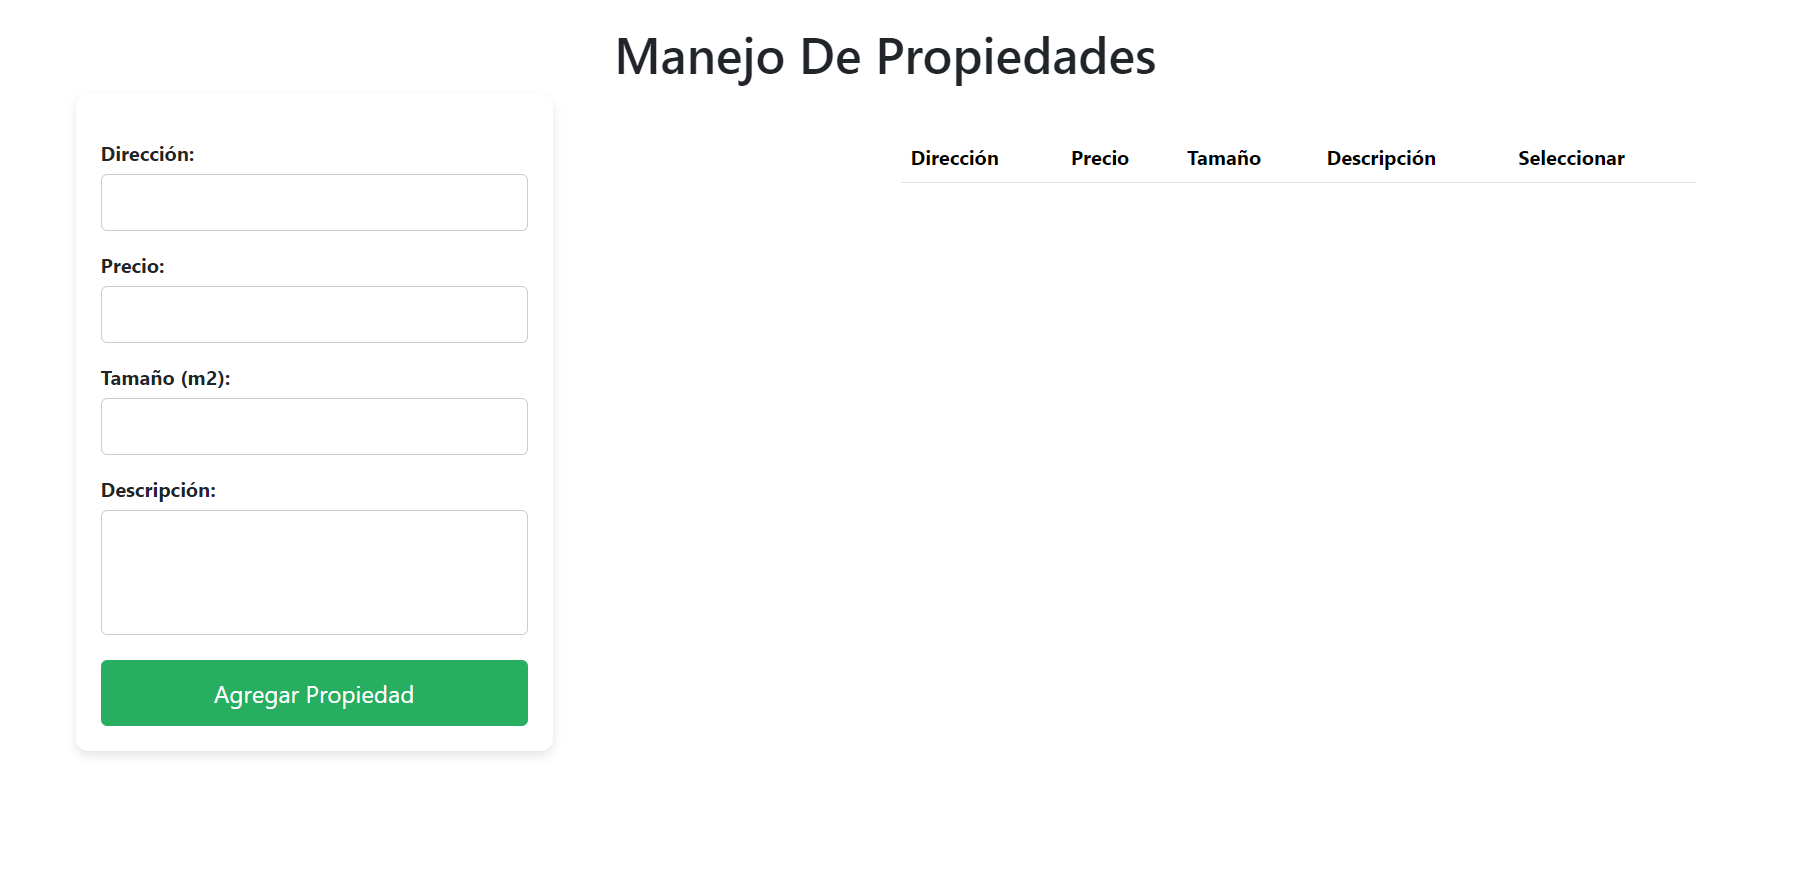 Manejo De Propiedades
Dirección:
Precio:
Tamaño (m2):
Descripción:
Agregar Propiedad
Dirección Precio Tamaño Descripción Seleccionar